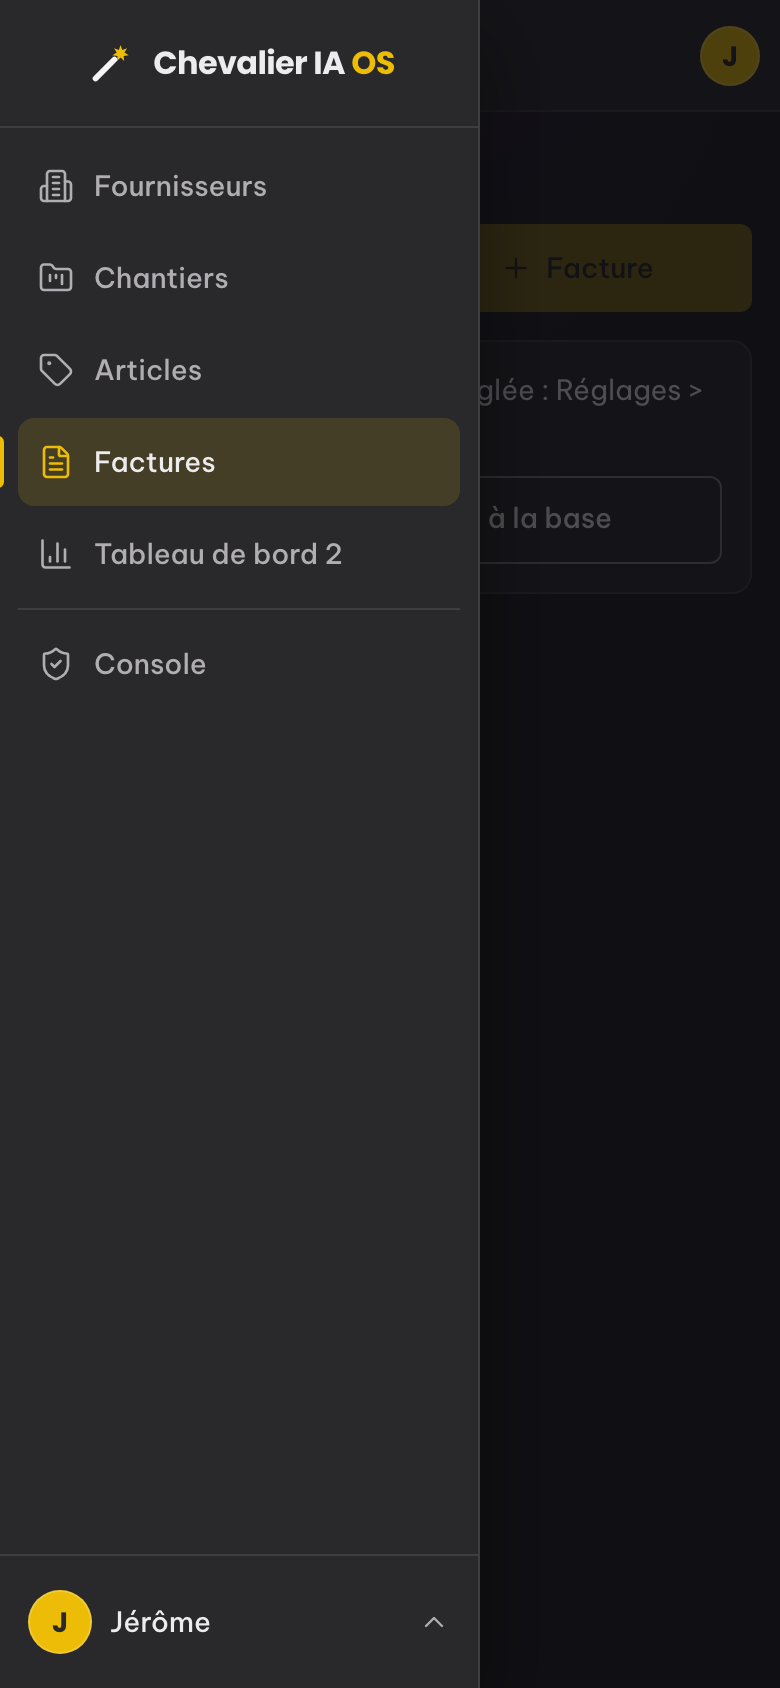 Chevalier IA OS
J
Fournisseurs
+ Facture
Chantiers
Articles
glée : Réglages >
Factures
à la base
Tableau de bord 2
Console
J
Jérôme